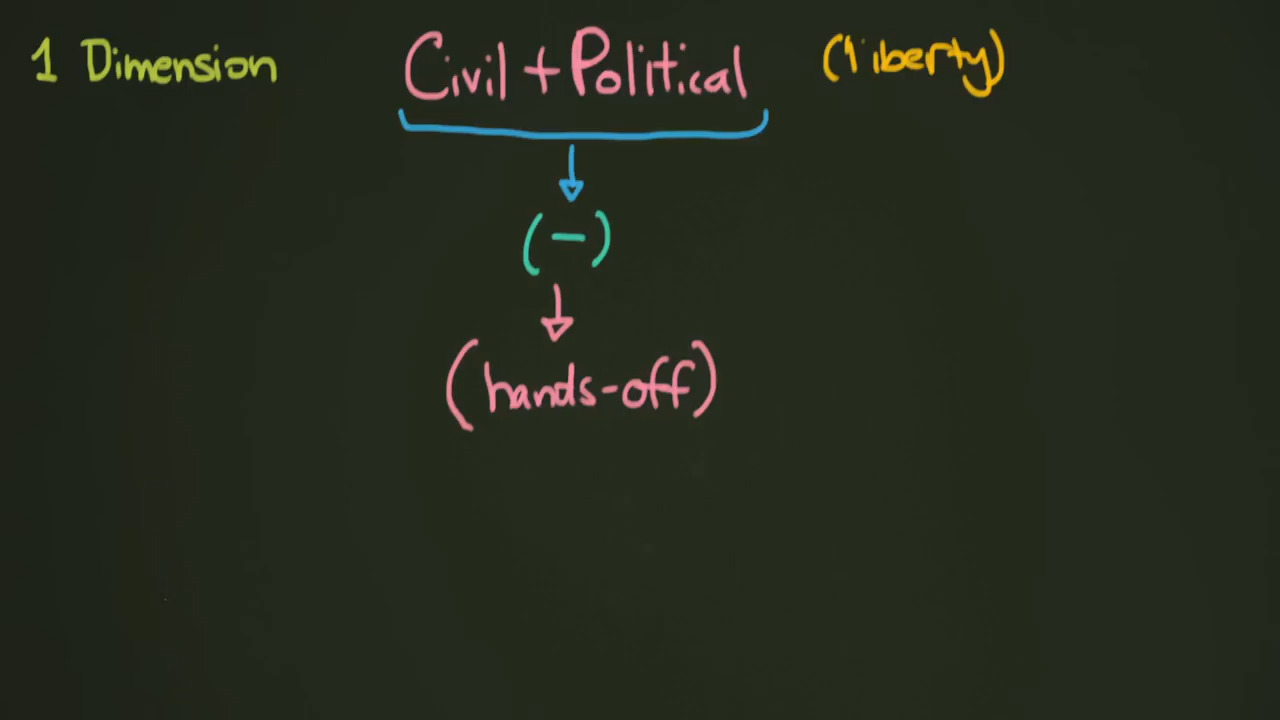 1 Dimension Civil + Political (liberty)
(-)
(hands-off)